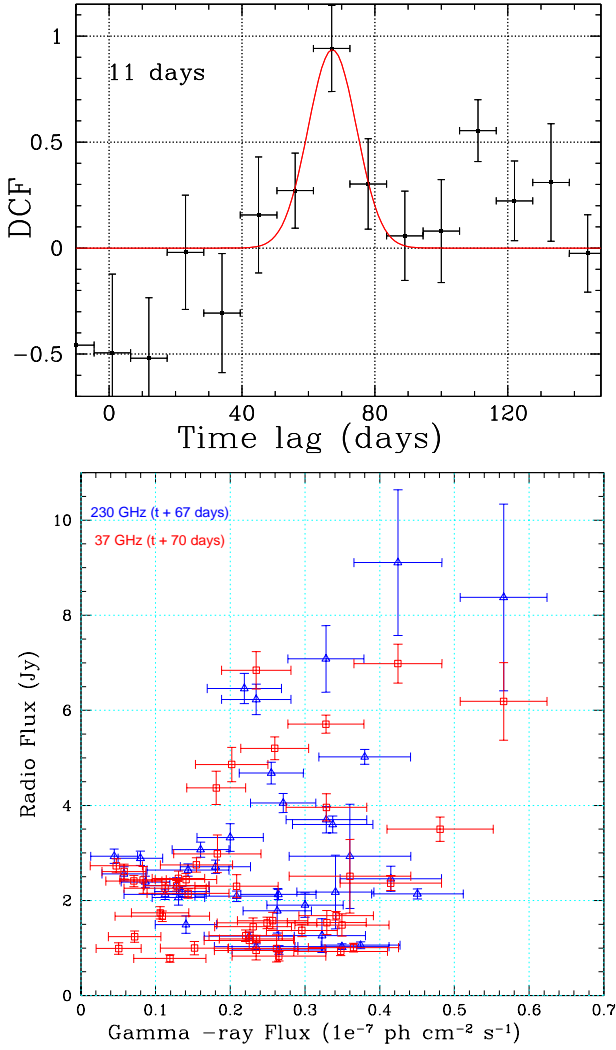 1
0.5
0
−0.5
DCF
11 days
0 40 80 120
Time lag (days)
10
8
6
4
2
0
Radio Flux (Jy)
230 GHz (t + 67 days)
37 GHz (t + 70 days)
0 0.1 0.2 0.3 0.4 0.5 0.6 0.7
Gamma −ray Flux (1e⁻⁷ ph cm⁻² s⁻¹)